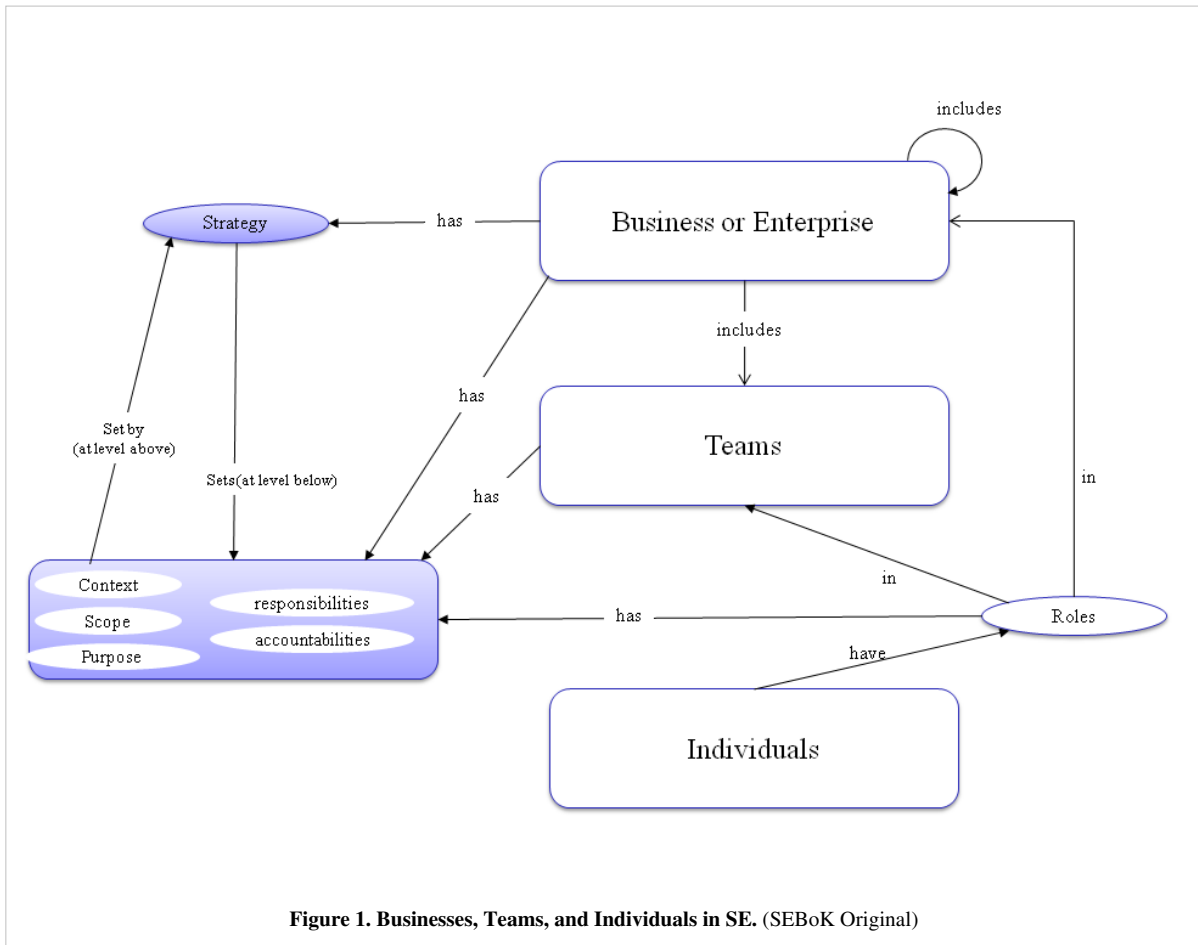 includes
Strategy
has
Business or Enterprise
includes
has
Set by
(at level above)
Teams
Sets(at level below)
has
in
Context
responsibilities
in
Scope
has
Roles
accountabilities
Purpose
have
Individuals
Figure 1. Businesses, Teams, and Individuals in SE. (SEBoK Original)